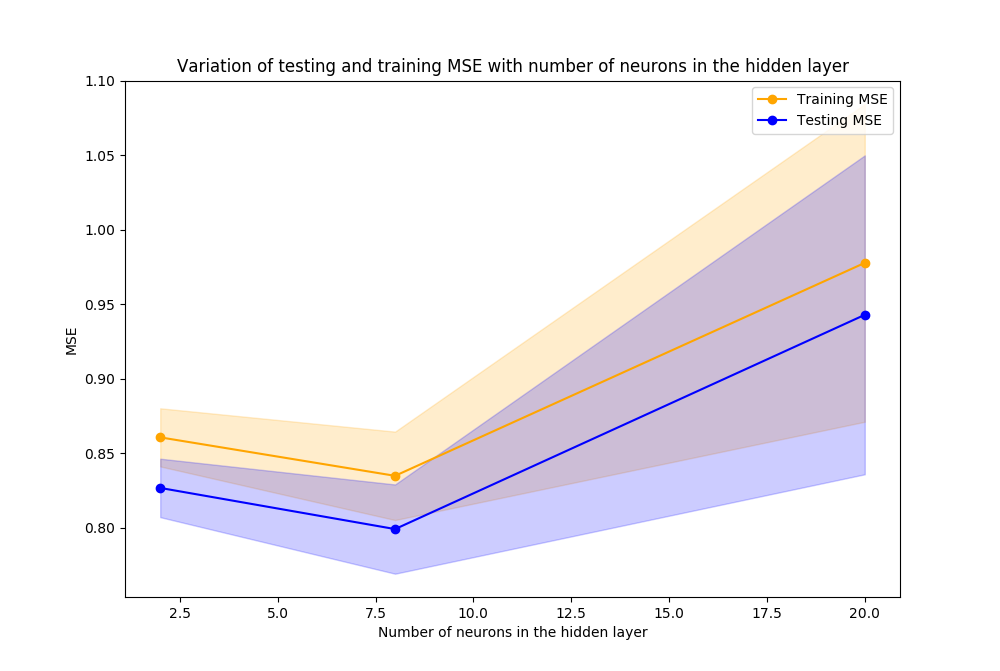 Variation of testing and training MSE with number of neurons in the hidden layer
1.10
1.05
1.00
0.95
0.90
0.85
0.80
MSE
Training MSE
Testing MSE
2.5 5.0 7.5 10.0 12.5 15.0 17.5 20.0
Number of neurons in the hidden layer